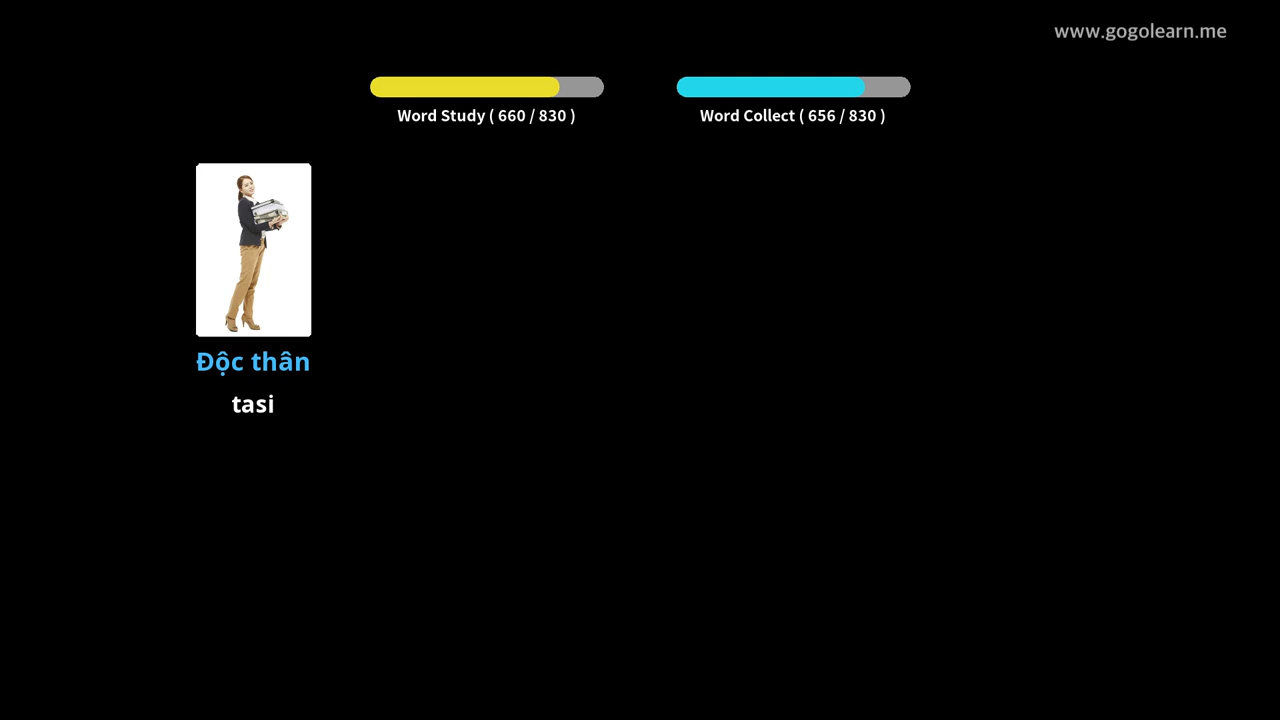 www.gogolearn.me
Word Study ( 660 / 830 )
Word Collect ( 656 / 830 )
Độc thân
tasi